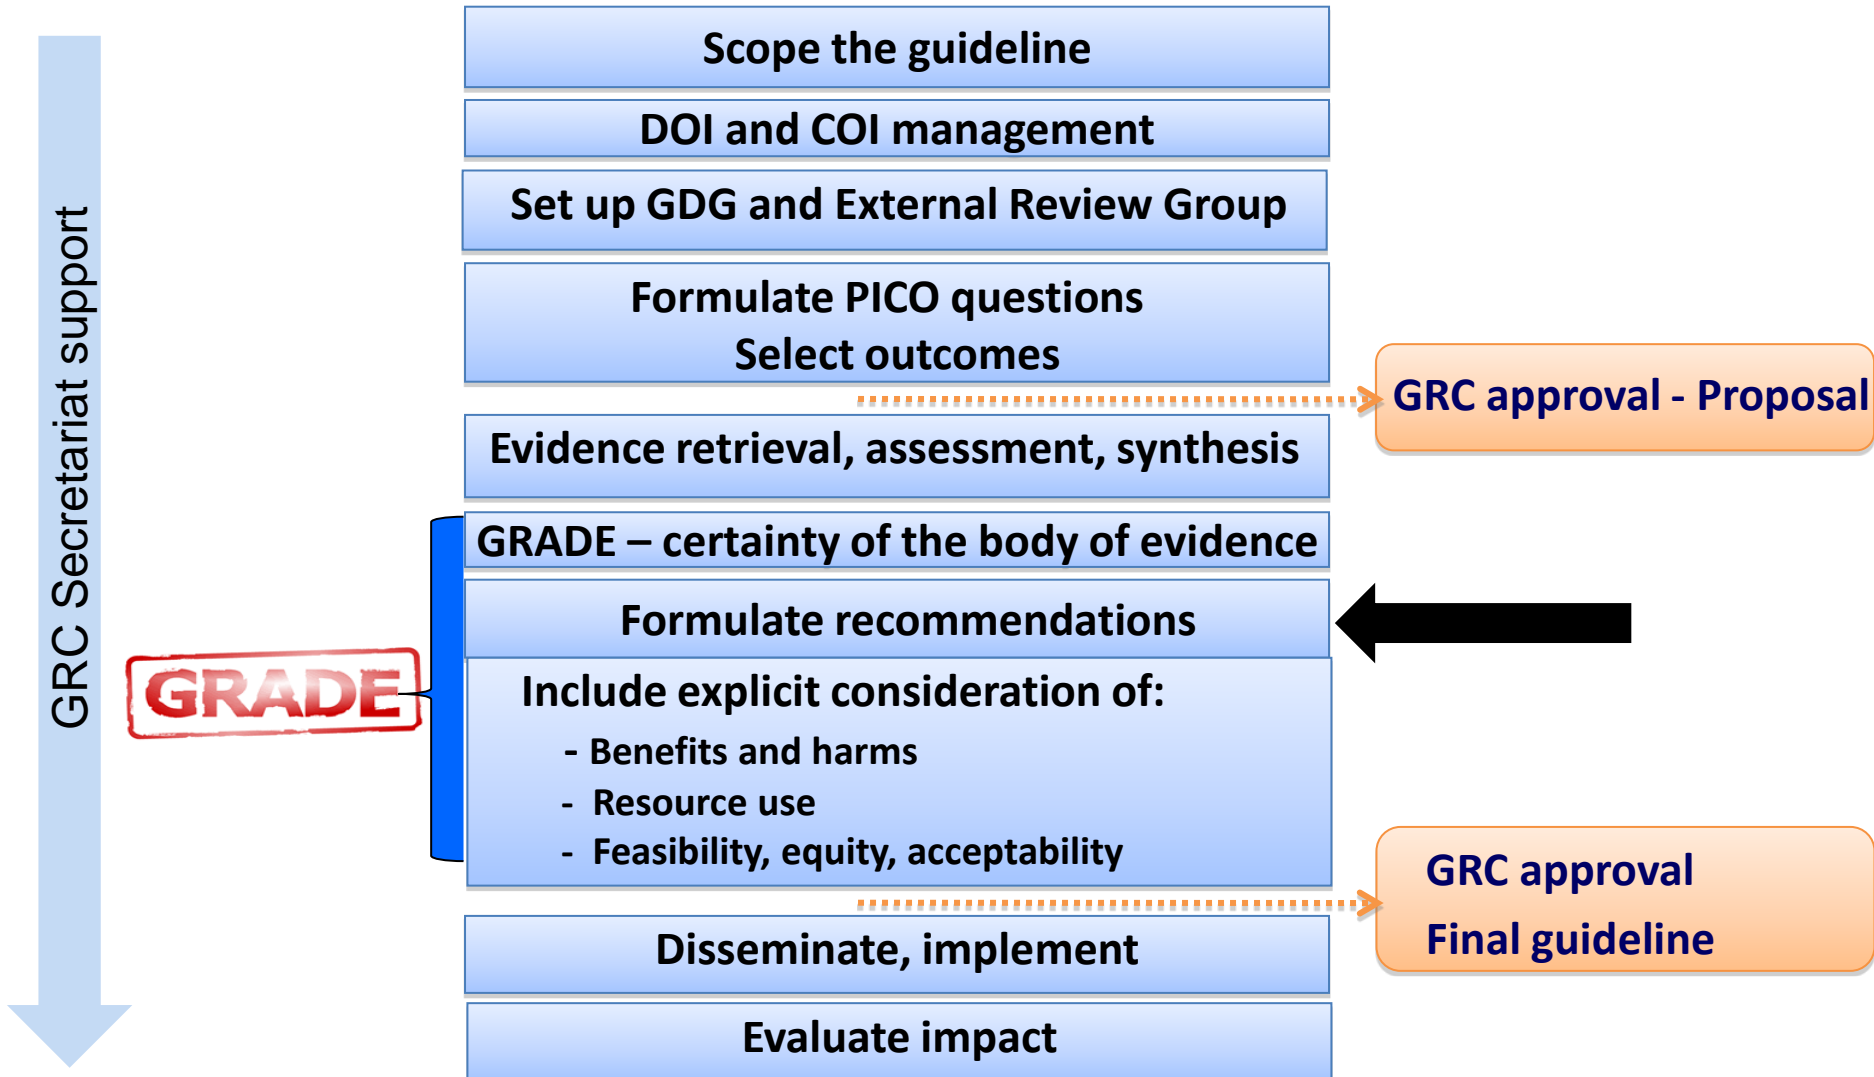 GRC Secretariat support
Scope the guideline
DOI and COI management
Set up GDG and External Review Group
Formulate PICO questions
Select outcomes
GRC approval - Proposal
Evidence retrieval, assessment, synthesis
GRADE – certainty of the body of evidence
Formulate recommendations
GRADE
Include explicit consideration of:
- Benefits and harms
- Resource use
- Feasibility, equity, acceptability
GRC approval
Final guideline
Disseminate, implement
Evaluate impact